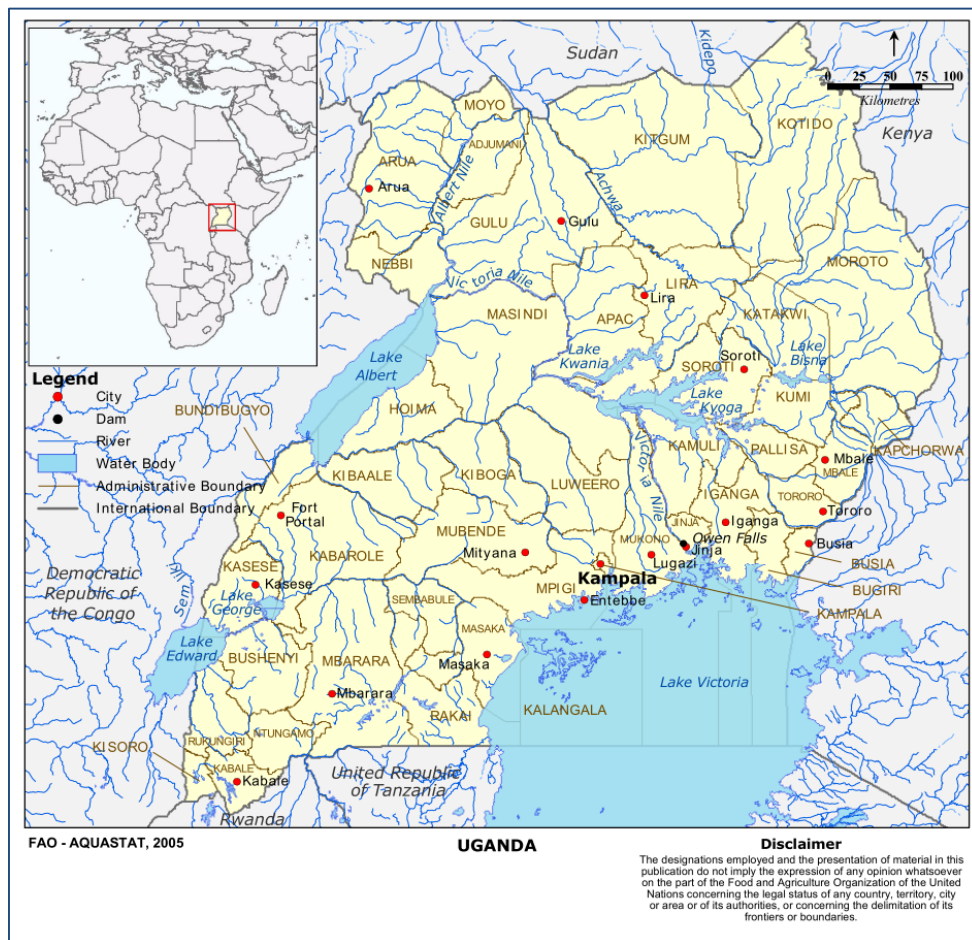 Sudan
Kidepo
0 25 50 75 100
Kilometres
Kenya
MOYO
ADJUMANI
KITGUM
KOTIDO
ARUA
Arua
Albert Nile
GULU
Gulu
Achwa
NEBBI
Victoria Nile
MOROTO
MASINDI
LIRA
Lira
APAC
KATAKWI
Lake
Albert
Lake
Kwania
SOROTI
Soroti
Lake
Bisna
Legend
City
Dam
River
Water Body
Administrative Boundary
International Boundary
BUNDIBUGYO
HOIMA
Lake
Kyoga
KUMI
KIBAALE
KIBOGA
LUWEERO
Victoria Nile
KAMULI
PALLISA
KAPCHORWA
Mbale
MBALE
Fort
Portal
KABAROLE
MUBENDE
Mityana
IGANGA
Iganga
TORORO
Tororo
JINJA
Owen Falls
Jinja
MUKONO
Lugazi
Busia
BUSIA
BUGIRI
KAMPALA
Democratic
Republic of
the Congo
Semliki
KASESE
Kasese
Lake
George
MPIGI
Kampala
Entebbe
SEMBABULE
Lake
Edward
BUSHENYI
MBARARA
Mbarara
MASAKA
Masaka
Lake Victoria
KALANGALA
RAKAI
KISORO
RUKUNGIRI
NTUNGAMO
KABALE
Kabale
United Republic
of Tanzania
Rwanda
FAO - AQUASTAT, 2005
UGANDA
Disclaimer
The designations employed and the presentation of material in this
publication do not imply the expression of any opinion whatsoever
on the part of the Food and Agriculture Organization of the United
Nations concerning the legal status of any country, territory, city
or area or of its authorities, or concerning the delimitation of its
frontiers or boundaries.